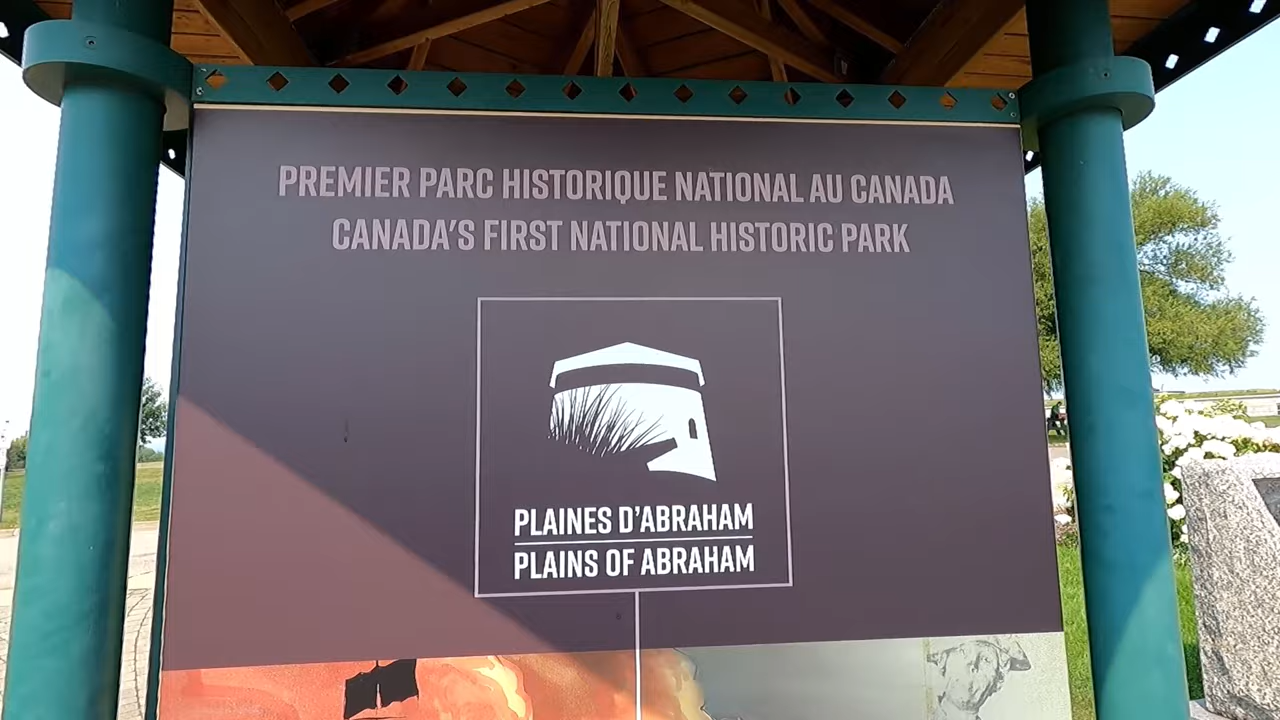 PREMIER PARC HISTORIQUE NATIONAL AU CANADA
CANADA'S FIRST NATIONAL HISTORIC PARK
PLAINES D'ABRAHAM
PLAINS OF ABRAHAM